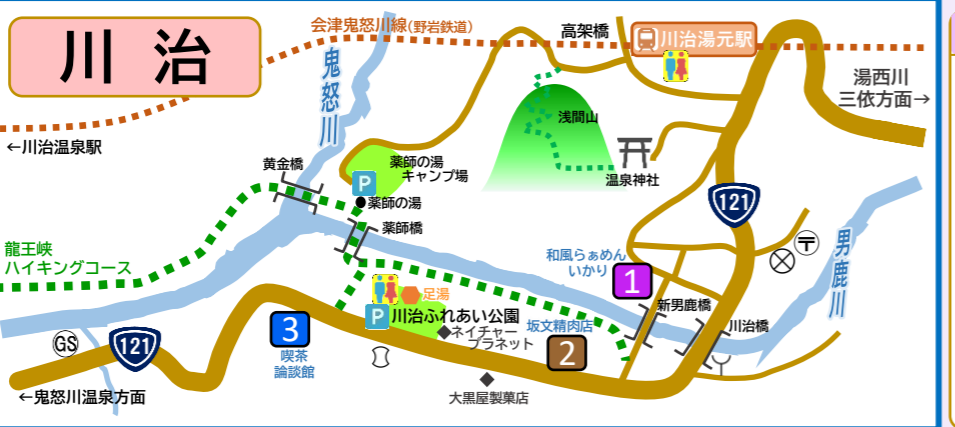 川治
会津鬼怒川線(野岩鉄道)
高架橋
川治湯元駅
湯西川
三依方面→
←川治温泉駅
鬼怒川
浅間山
温泉神社
黄金橋
薬師の湯
キャンプ場
P
薬師の湯
薬師橋
121
龍王峡
ハイキングコース
和風らぁめん
いかり
1
男鹿川
足湯
P
川治ふれあい公園
ネイチャー
プラネット
坂文精肉店
2
新男鹿橋
川治橋
3
喫茶
論談館
GS
121
←鬼怒川温泉方面
大黒屋製菓店